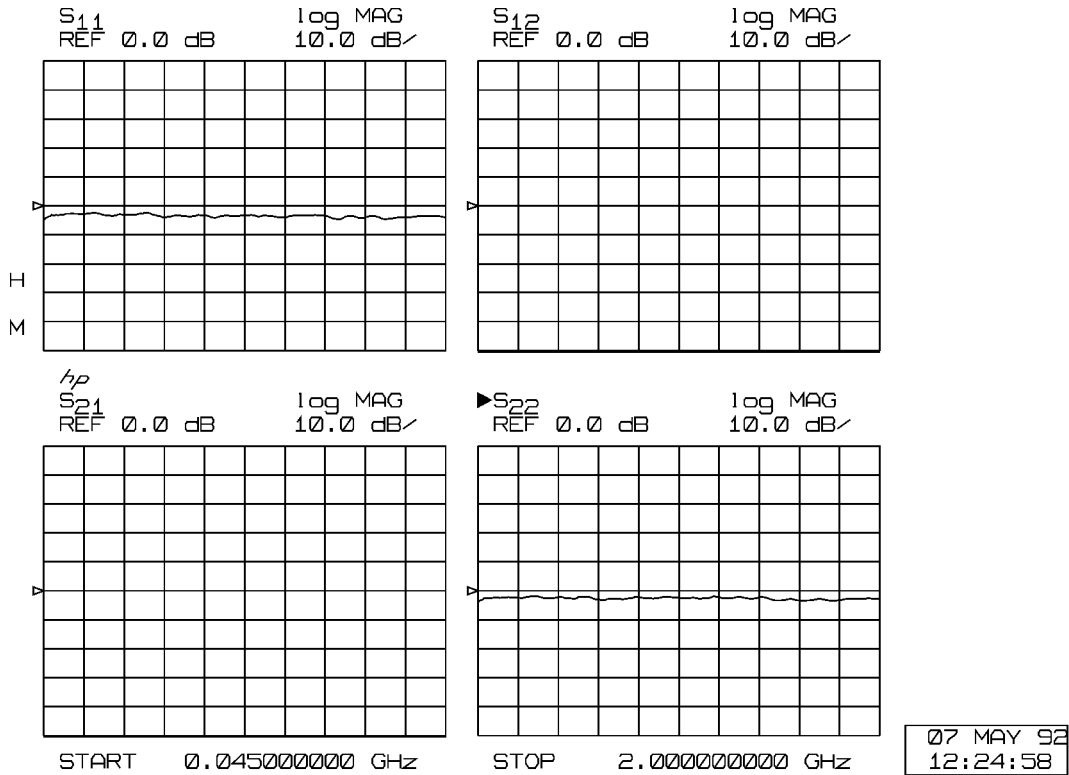 S11 log MAG
REF 0.0 dB 10.0 dB/
S12 log MAG
REF 0.0 dB 10.0 dB/
H
M
hp
S21 log MAG
REF 0.0 dB 10.0 dB/
S22 log MAG
REF 0.0 dB 10.0 dB/
START 0.045000000 GHz
STOP 2.000000000 GHz
07 MAY 92
12:24:58